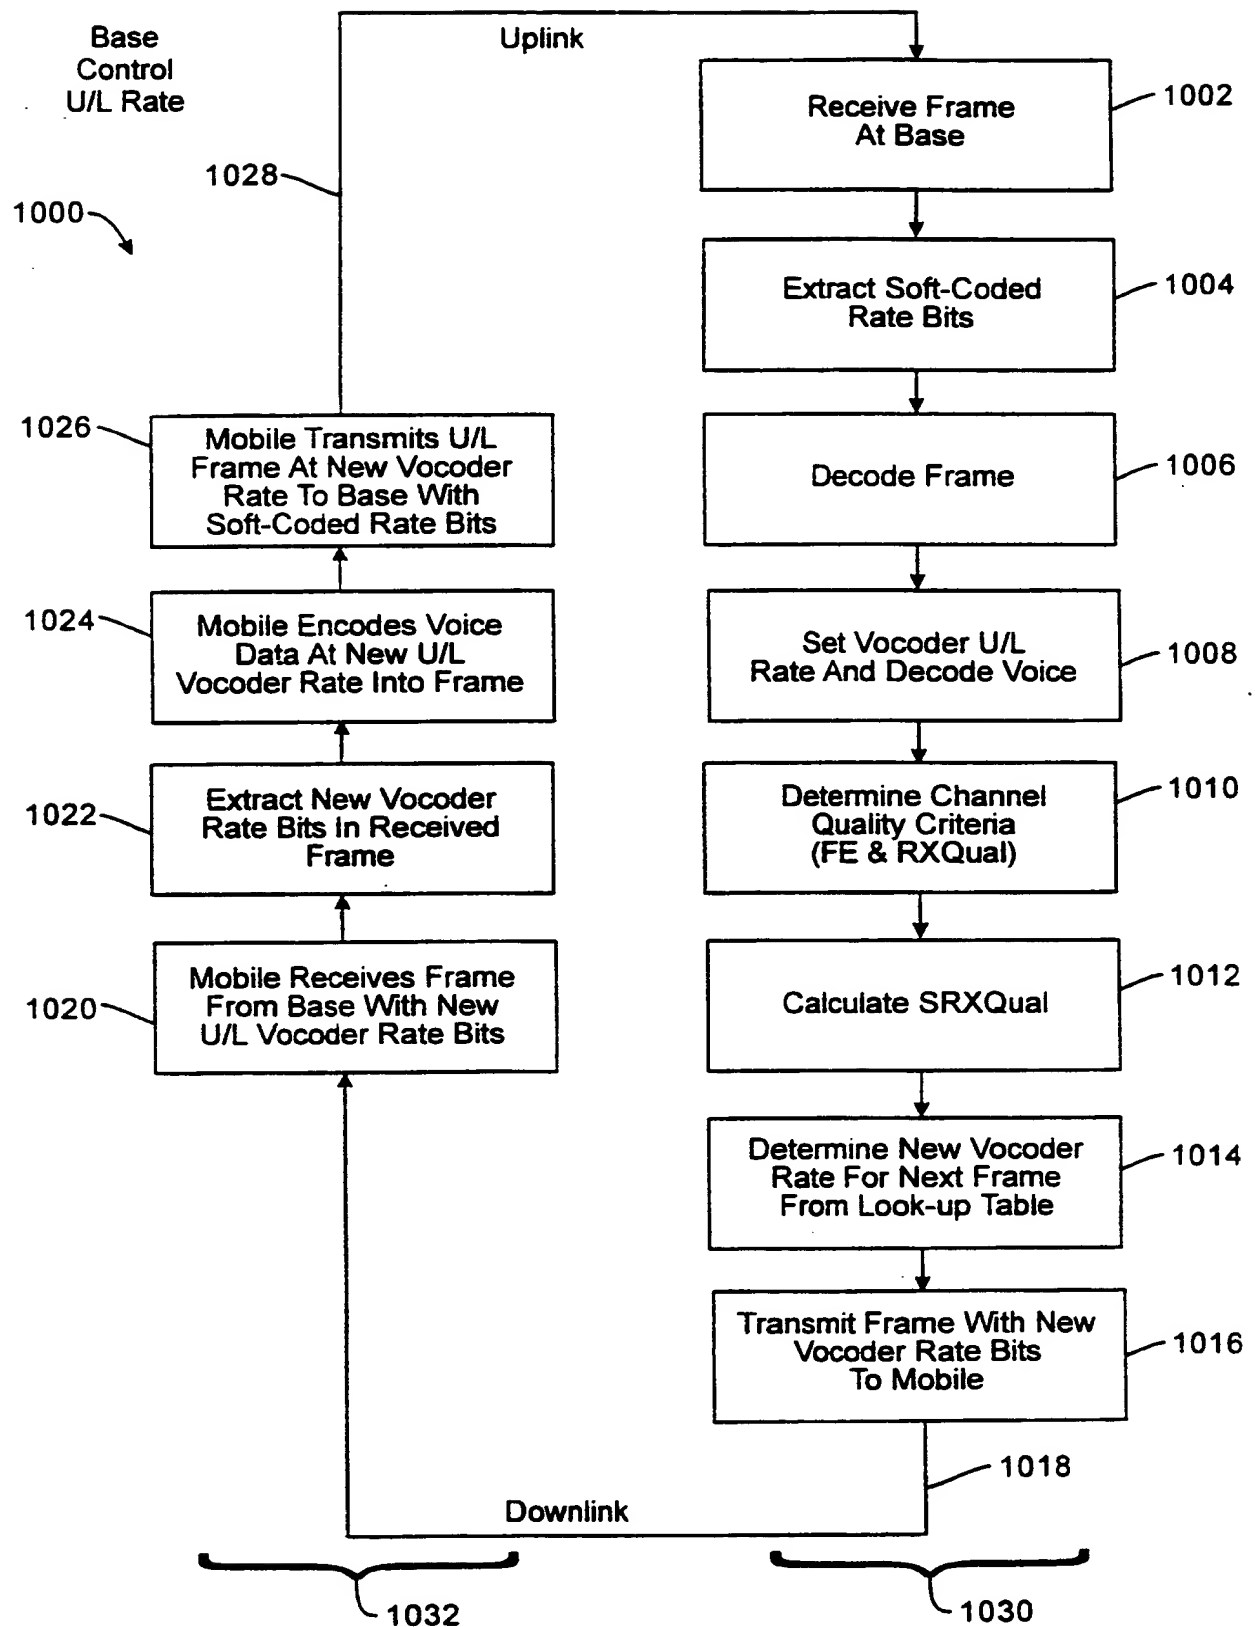 Base
Control
U/L Rate
1000
1028
Uplink
Receive Frame
At Base
1002
Extract Soft-Coded
Rate Bits
1004
Decode Frame
1006
Set Vocoder U/L
Rate And Decode Voice
1008
Determine Channel
Quality Criteria
(FE & RXQual)
1010
Calculate SRXQual
1012
Determine New Vocoder
Rate For Next Frame
From Look-up Table
1014
Transmit Frame With New
Vocoder Rate Bits
To Mobile
1016
1018
Downlink
1020
Mobile Receives Frame
From Base With New
U/L Vocoder Rate Bits
1022
Extract New Vocoder
Rate Bits In Received
Frame
1024
Mobile Encodes Voice
Data At New U/L
Vocoder Rate Into Frame
1026
Mobile Transmits U/L
Frame At New Vocoder
Rate To Base With
Soft-Coded Rate Bits
1032
1030